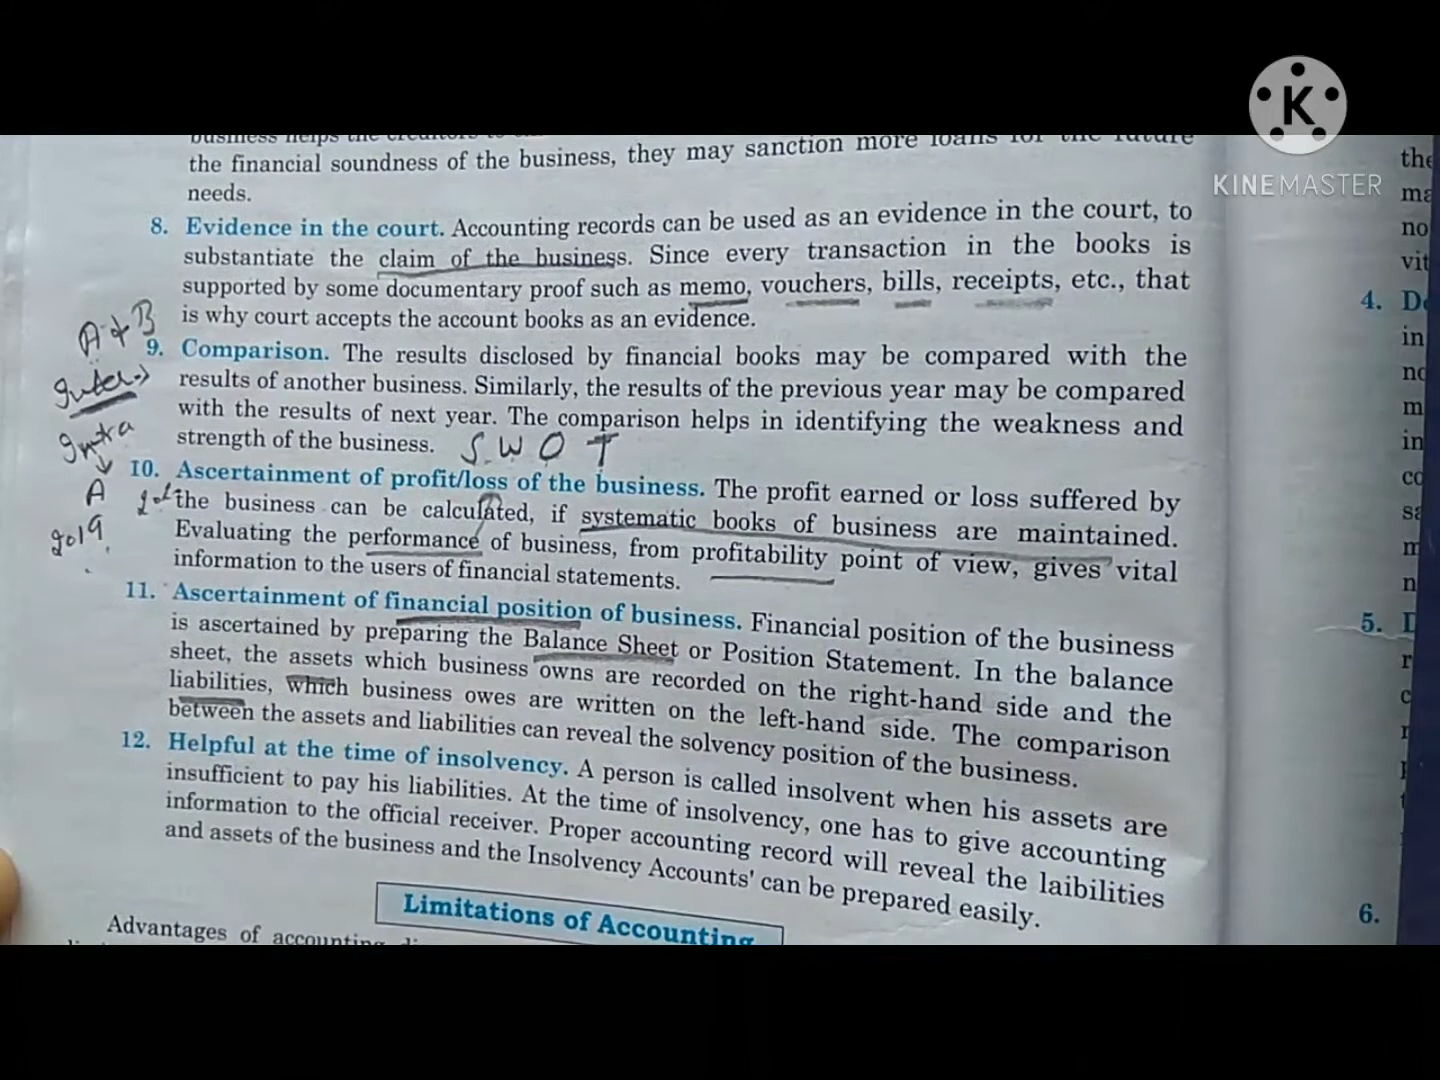 K
KINEMASTER
the financial soundness of the business, they may sanction more loans for the future
needs.
8. Evidence in the court. Accounting records can be used as an evidence in the court, to
substantiate the claim of the business. Since every transaction in the books is
supported by some documentary proof such as memo, vouchers, bills, receipts, etc., that
is why court accepts the account books as an evidence.
A & B
9. Comparison. The results disclosed by financial books may be compared with the
Inter
results of another business. Similarly, the results of the previous year may be compared
with the results of next year. The comparison helps in identifying the weakness and
Intra
strength of the business. S W O T
10. Ascertainment of profit/loss of the business. The profit earned or loss suffered by
A
the business can be calculated, if systematic books of business are maintained.
2019
Evaluating the performance of business, from profitability point of view, gives vital
information to the users of financial statements.
11. Ascertainment of financial position of business. Financial position of the business
is ascertained by preparing the Balance Sheet or Position Statement. In the balance
sheet, the assets which business owns are recorded on the right-hand side and the
liabilities, which business owes are written on the left-hand side. The comparison
between the assets and liabilities can reveal the solvency position of the business.
12. Helpful at the time of insolvency. A person is called insolvent when his assets are
insufficient to pay his liabilities. At the time of insolvency, one has to give accounting
information to the official receiver. Proper accounting record will reveal the laibilities
and assets of the business and the Insolvency Accounts' can be prepared easily.
Limitations of Accounting
Advantages of accounting
the
ma
no
vit
4.
in
m
in
5.
6.